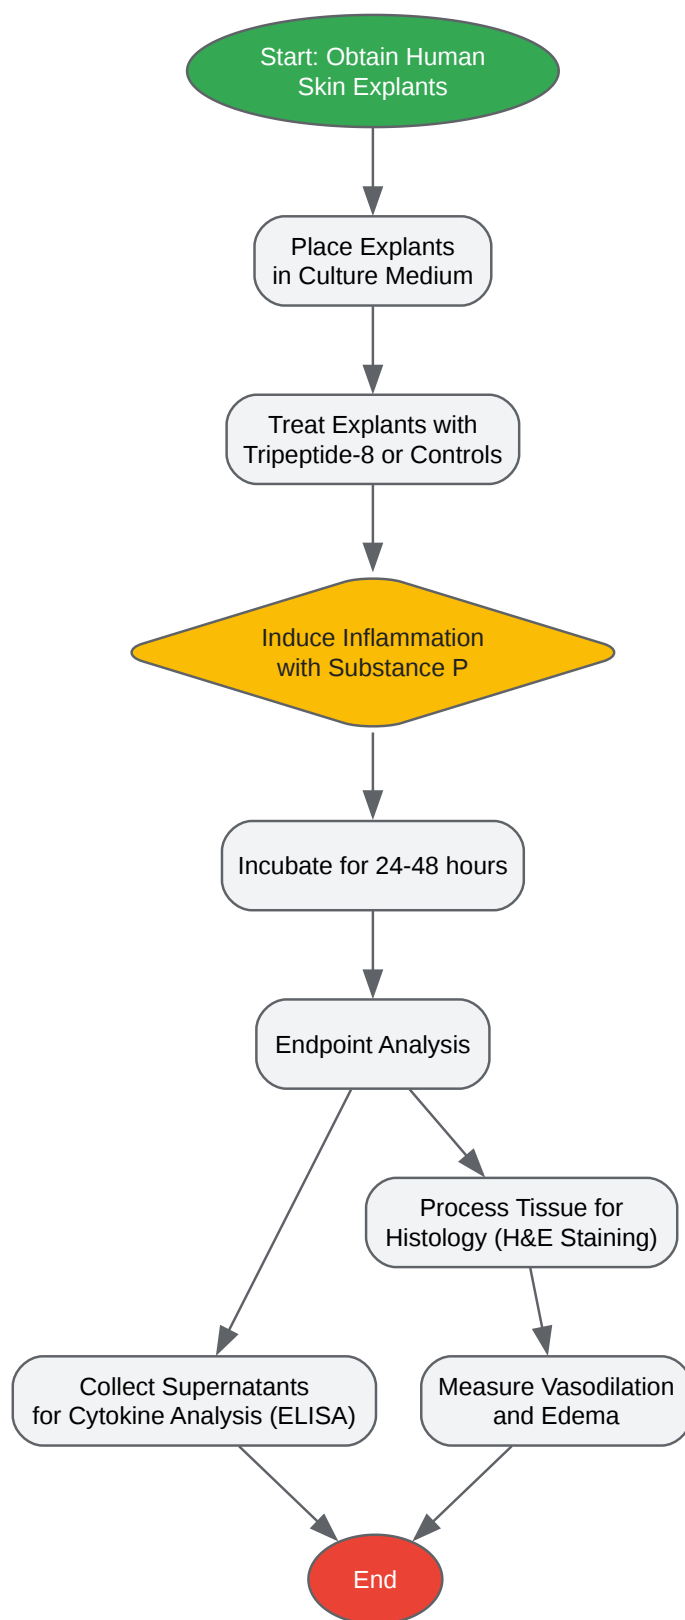 Start: Obtain Human
Skin Explants
Place Explants
in Culture Medium
Treat Explants with
Tripeptide-8 or Controls
Induce Inflammation
with Substance P
Incubate for 24-48 hours
Endpoint Analysis
Process Tissue for
Histology (H&E Staining)
Collect Supernatants
for Cytokine Analysis (ELISA)
Measure Vasodilation
and Edema
End